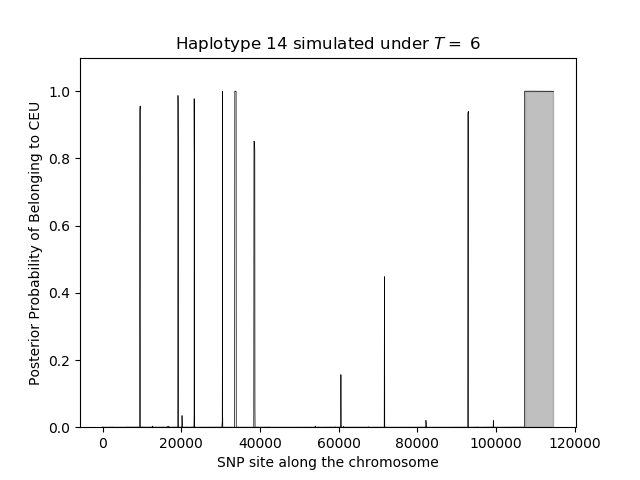 Haplotype 14 simulated under T = 6
Posterior Probability of Belonging to CEU
1.0
0.8
0.6
0.4
0.2
0.0
0 20000 40000 60000 80000 100000 120000
SNP site along the chromosome